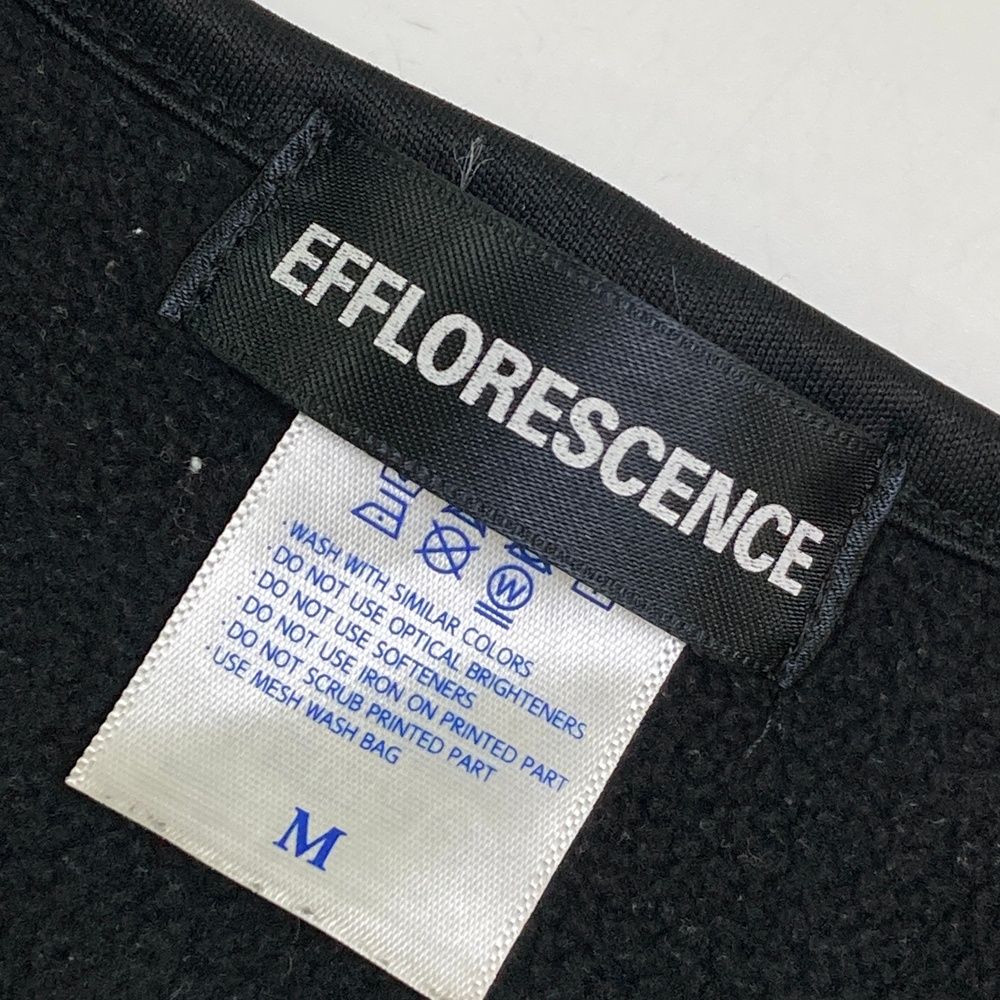 EFFLORESCENCE
W
· WASH WITH SIMILAR COLORS
· DO NOT USE OPTICAL BRIGHTENERS
· DO NOT USE SOFTENERS
· DO NOT USE IRON ON PRINTED PART
· DO NOT SCRUB PRINTED PART
· USE MESH WASH BAG
M